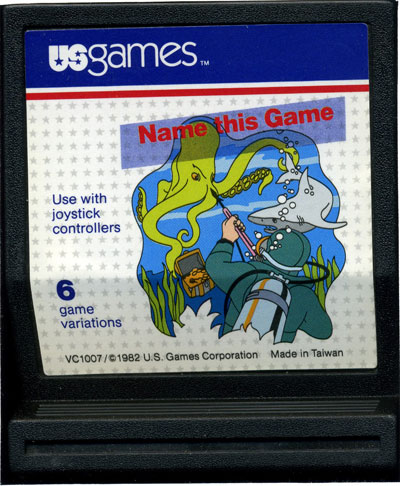 usgames™
Name this Game
Use with
joystick
controllers
6
game
variations
VC1007/©1982 U.S. Games Corporation Made in Taiwan